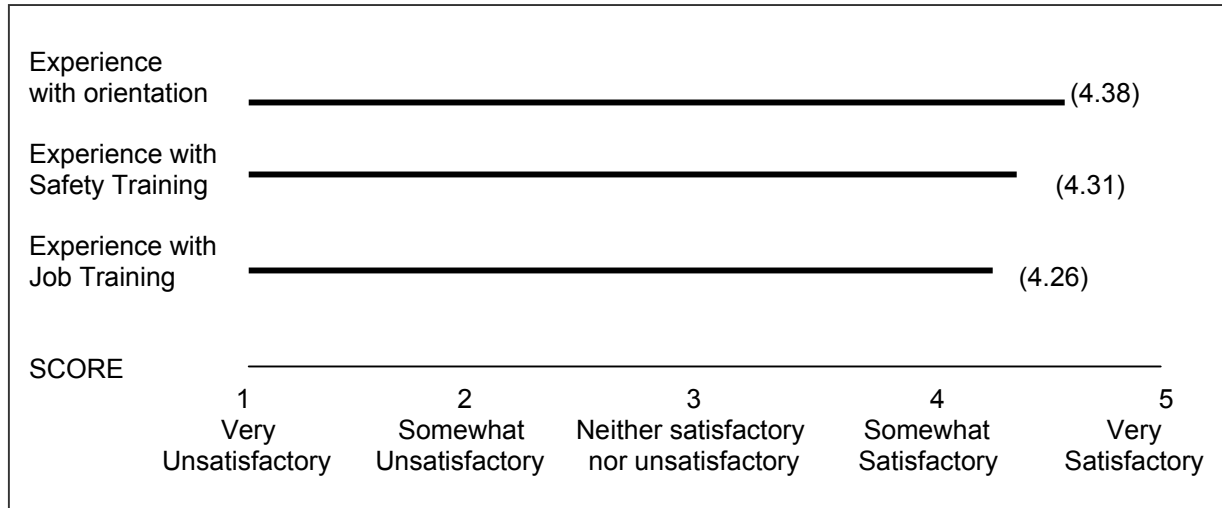 Experience
with orientation
(4.38)
Experience with
Safety Training
(4.31)
Experience with
Job Training
(4.26)
SCORE
1 2 3 4 5
Very Somewhat Neither satisfactory Somewhat Very
Unsatisfactory Unsatisfactory nor unsatisfactory Satisfactory Satisfactory